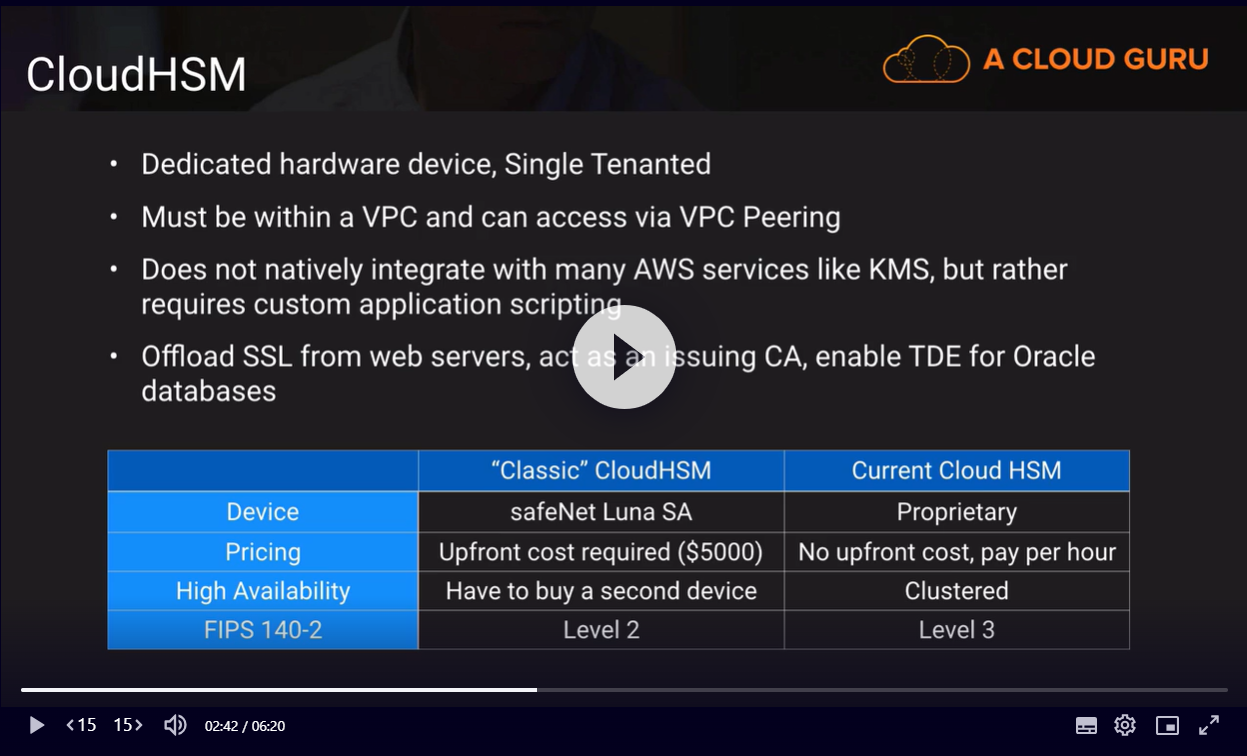 CloudHSM
A CLOUD GURU
• Dedicated hardware device, Single Tenanted
• Must be within a VPC and can access via VPC Peering
• Does not natively integrate with many AWS services like KMS, but rather
requires custom application scripting
• Offload SSL from web servers, act as an issuing CA, enable TDE for Oracle
databases
“Classic” CloudHSM Current Cloud HSM
Device safeNet Luna SA Proprietary
Pricing Upfront cost required ($5000) No upfront cost, pay per hour
High Availability Have to buy a second device Clustered
FIPS 140-2 Level 2 Level 3
<15 15> 02:42 / 06:20